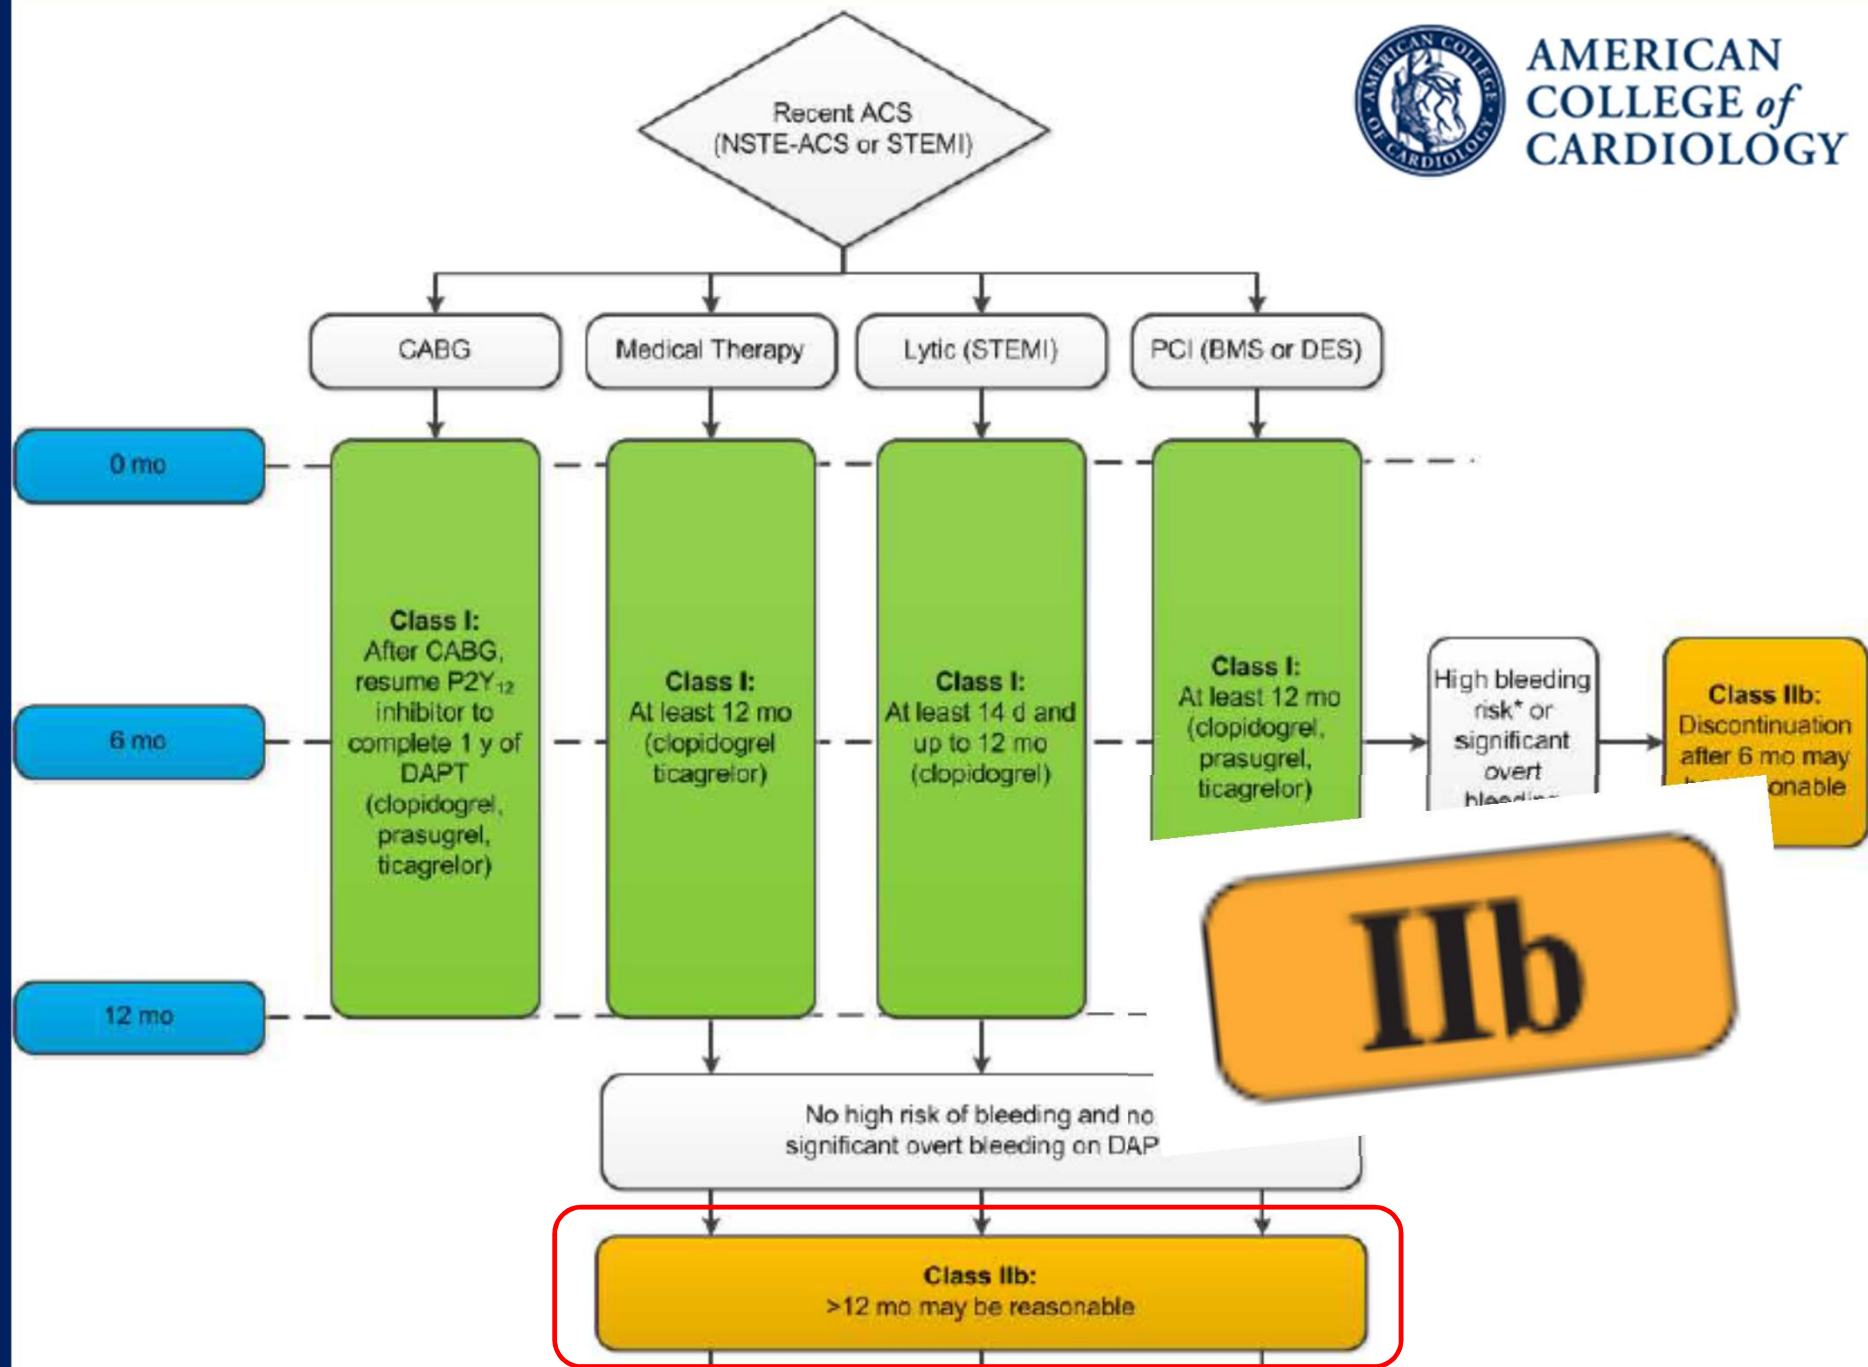 Recent ACS
(NSTE-ACS or STEMI)
AMERICAN COLLEGE OF CARDIOLOGY
AMERICAN
COLLEGE of
CARDIOLOGY
CABG
Medical Therapy
Lytic (STEMI)
PCI (BMS or DES)
0 mo
6 mo
12 mo
Class I:
After CABG,
resume P2Y₁₂
inhibitor to
complete 1 y of
DAPT
(clopidogrel,
prasugrel,
ticagrelor)
Class I:
At least 12 mo
(clopidogrel
ticagrelor)
Class I:
At least 14 d and
up to 12 mo
(clopidogrel)
Class I:
At least 12 mo
(clopidogrel,
prasugrel,
ticagrelor)
High bleeding
risk* or
significant
overt
Class IIb:
Discontinuation
after 6 mo may
IIb
No high risk of bleeding and no
significant overt bleeding on
Class IIb:
>12 mo may be reasonable